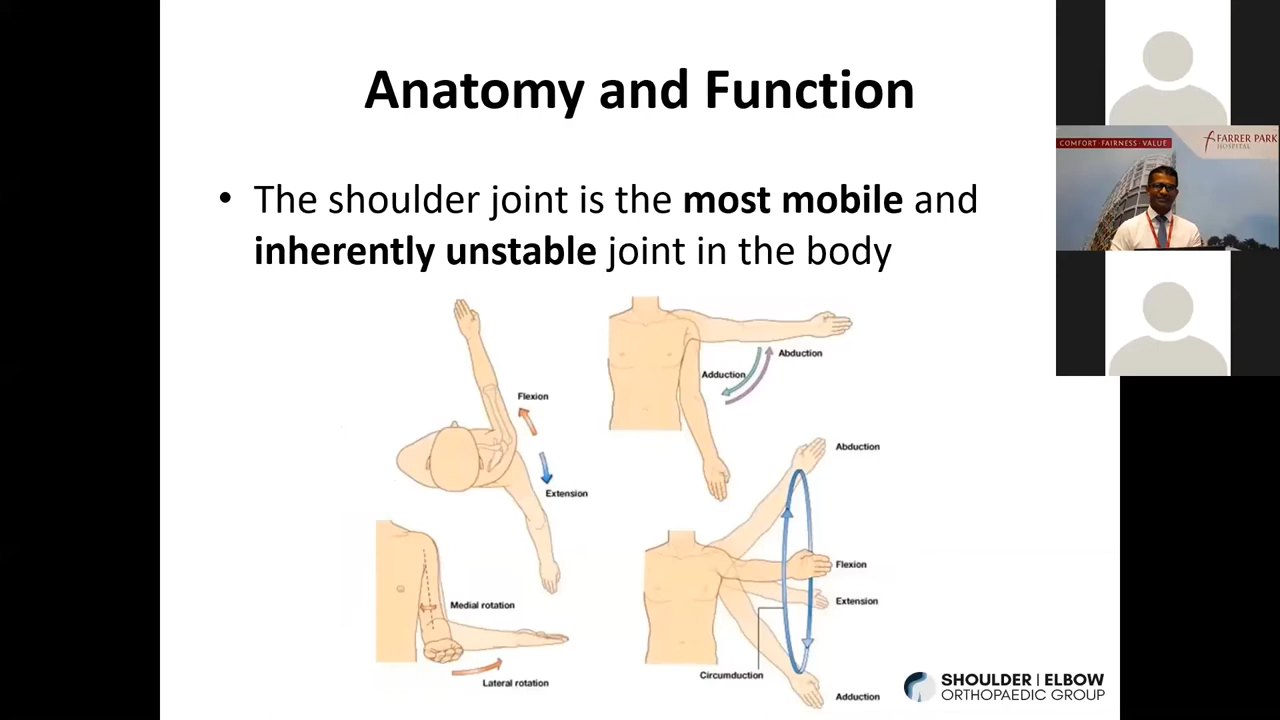 Anatomy and Function
• The shoulder joint is the most mobile and
inherently unstable joint in the body
COMFORT · FAIRNESS · VALUE
FARRER PARK
HOSPITAL
Flexion
Extension
Abduction
Adduction
Medial rotation
Lateral rotation
Abduction
Flexion
Extension
Circumduction
Adduction
SHOULDER | ELBOW
ORTHOPAEDIC GROUP